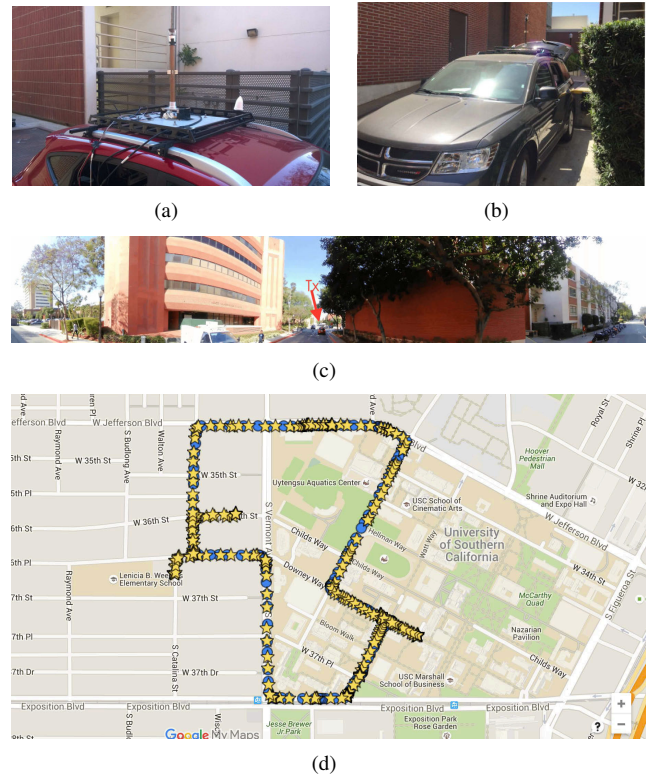 (a)
(b)
Tx
(c)
W Jefferson Blvd
Raymond Ave
S Budlong Ave
Walton Ave
W 35th St
W 36th St
Uytengsu Aquatics Center
USC School of
Cinematic Arts
Hoover
Pedestrian
Mall
Royal St
Shrine Pl
Shrine Auditorium
and Expo Hall
W Jefferson Blvd
S Vermont
Hellman Way
Watt Way
University
of Southern
California
Childs Way
Childs Way
Downey Way
W 34th St
S Figueroa St
Lenicia B. Wee
Elementary School
Raymond Ave
W 37th St
McCarthy
Quad
Bloom Walk
Nazarian
Pavilion
W 37th Pl
W 37th Pl
S Catalina St
W 37th Dr
Childs Way
USC Marshall
School of Business
Exposition Blvd
Exposition Blvd
Exposition Blvd
Exposition Blvd
Exposition Park
Rose Garden
Jesse Brewer
Jr Park
Google My Maps
+
?
−
(d)